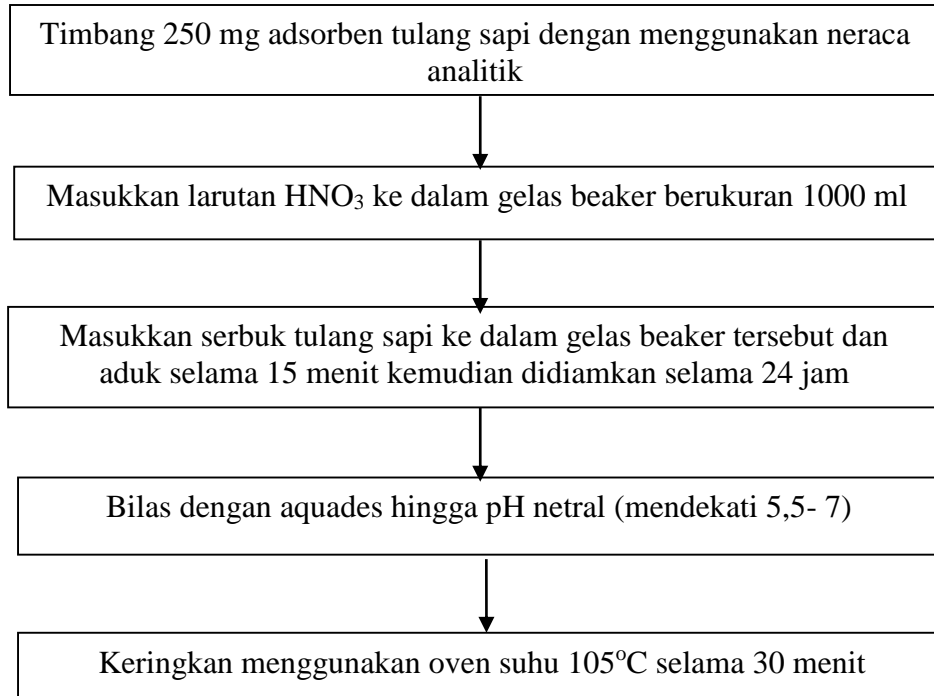 Timbang 250 mg adsorben tulang sapi dengan menggunakan neraca
analitik
Masukkan larutan HNO₃ ke dalam gelas beaker berukuran 1000 ml
Masukkan serbuk tulang sapi ke dalam gelas beaker tersebut dan
aduk selama 15 menit kemudian didiamkan selama 24 jam
Bilas dengan aquades hingga pH netral (mendekati 5,5- 7)
Keringkan menggunakan oven suhu 105ᵒC selama 30 menit